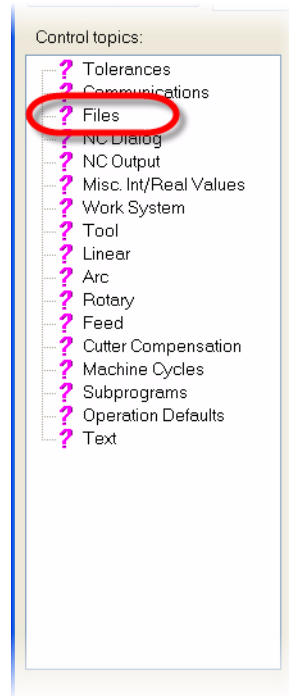 Control topics:
Tolerances
Communications
Files
NC Dialog
NC Output
Misc. Int/Real Values
Work System
Tool
Linear
Arc
Rotary
Feed
Cutter Compensation
Machine Cycles
Subprograms
Operation Defaults
Text